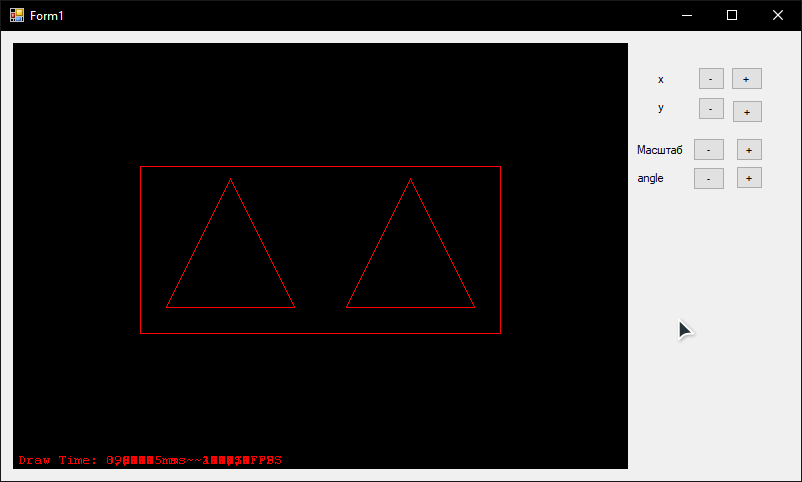 Form1
x - +
y - +
Масштаб - +
angle - +
Draw Time: